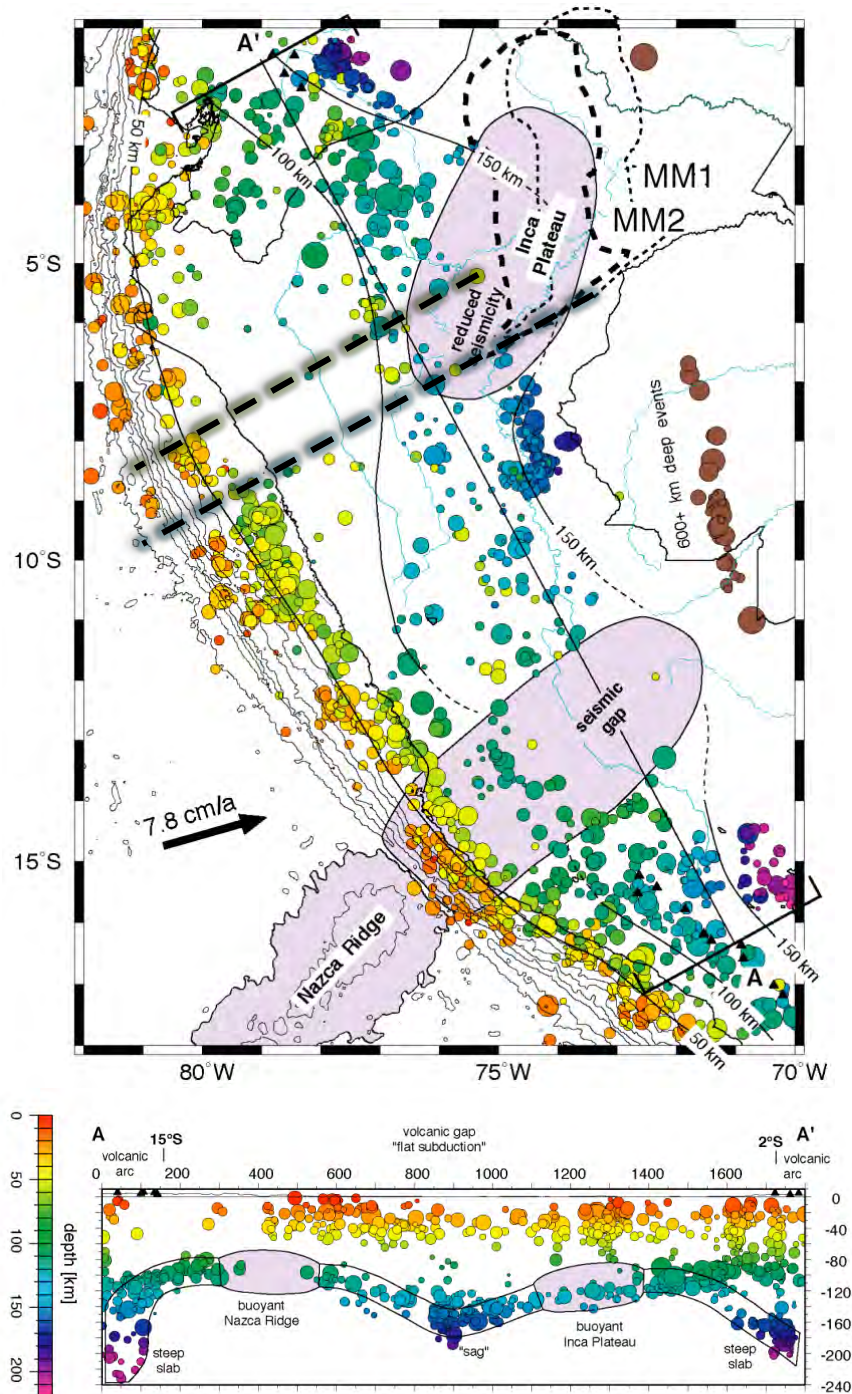 A'
50 km
100 km
150 km
MM1
MM2
Inca
Plateau
reduced
seismicity
5°S
600+ km deep events
10°S
150 km
seismic
gap
7.8 cm/a
15°S
Nazca Ridge
A
150 km
100 km
50 km
80°W
75°W
70°W
A
15°S
volcanic gap
"flat subduction"
2°S
A'
volcanic
arc
volcanic
arc
0
200
400
600
800
1000
1200
1400
1600
0
50
100
150
200
depth [km]
0
-40
-80
-120
-160
-200
-240
buoyant
Nazca Ridge
buoyant
Inca Plateau
steep
slab
"sag"
steep
slab